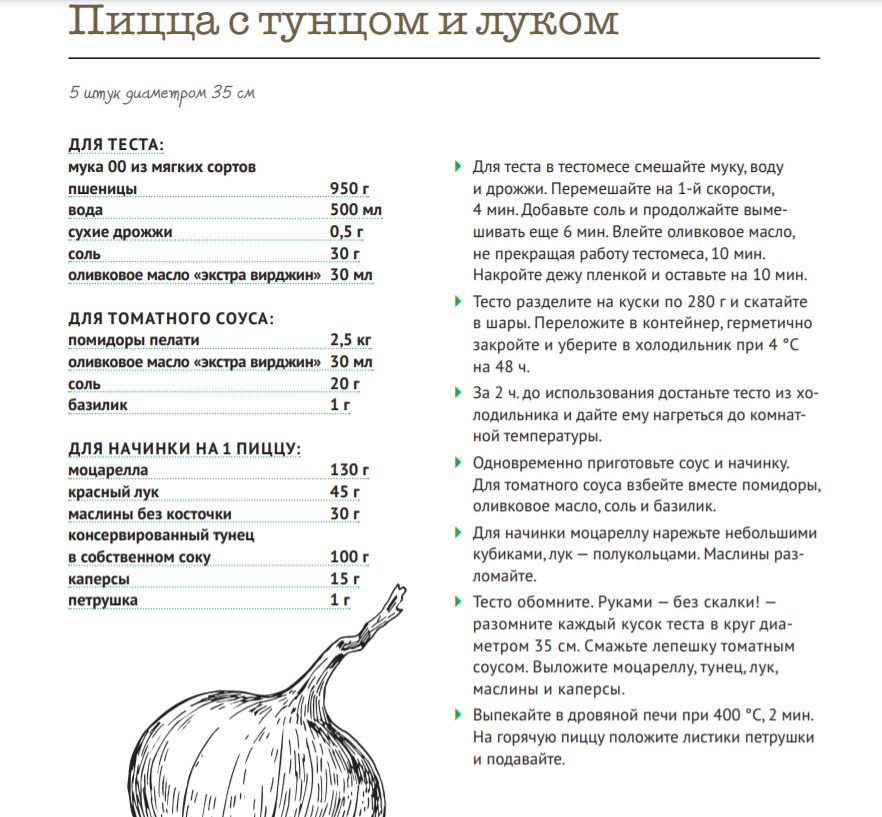 Пицца с тунцом и луком
5 штук диаметром 35 см
ДЛЯ ТЕСТА:
мука 00 из мягких сортов
пшеницы 950 г
вода 500 мл
сухие дрожжи 0,5 г
соль 30 г
оливковое масло «экстра вирджин» 30 мл
ДЛЯ ТОМАТНОГО СОУСА:
помидоры пелати 2,5 кг
оливковое масло «экстра вирджин» 30 мл
соль 20 г
базилик 1 г
ДЛЯ НАЧИНКИ НА 1 ПИЦЦУ:
моцарелла 130 г
красный лук 45 г
маслины без косточки 30 г
консервированный тунец
в собственном соку 100 г
каперсы 15 г
петрушка 1 г
Для теста в тестомесе смешайте муку, воду
и дрожжи. Перемешайте на 1-й скорости,
4 мин. Добавьте соль и продолжайте выме-
шивать еще 6 мин. Влейте оливковое масло,
не прекращая работу тестомеса, 10 мин.
Накройте дежу пленкой и оставьте на 10 мин.
Тесто разделите на куски по 280 г и скатайте
в шары. Переложите в контейнер, герметично
закройте и уберите в холодильник при 4 °С
на 48 ч.
За 2 ч. до использования достаньте тесто из хо-
лодильника и дайте ему нагреться до комнат-
ной температуры.
Одновременно приготовьте соус и начинку.
Для томатного соуса взбейте вместе помидоры,
оливковое масло, соль и базилик.
Для начинки моцареллу нарежьте небольшими
кубиками, лук — полукольцами. Маслины раз-
ломайте.
Тесто обомните. Руками — без скалки! —
разомните каждый кусок теста в круг диа-
метром 35 см. Смажьте лепешку томатным
соусом. Выложите моцареллу, тунец, лук,
маслины и каперсы.
Выпекайте в дровяной печи при 400 °С, 2 мин.
На горячую пиццу положите листики петрушки
и подавайте.